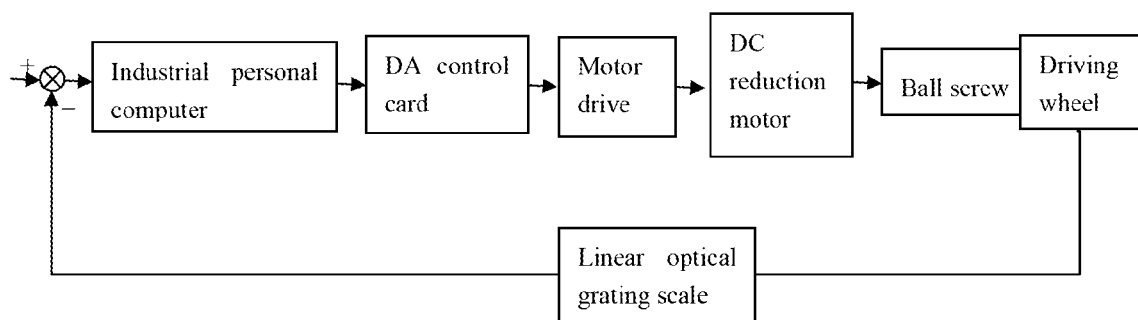 +
−
Industrial personal
computer
DA control
card
Motor
drive
DC
reduction
motor
Ball screw
Driving
wheel
Linear optical
grating scale